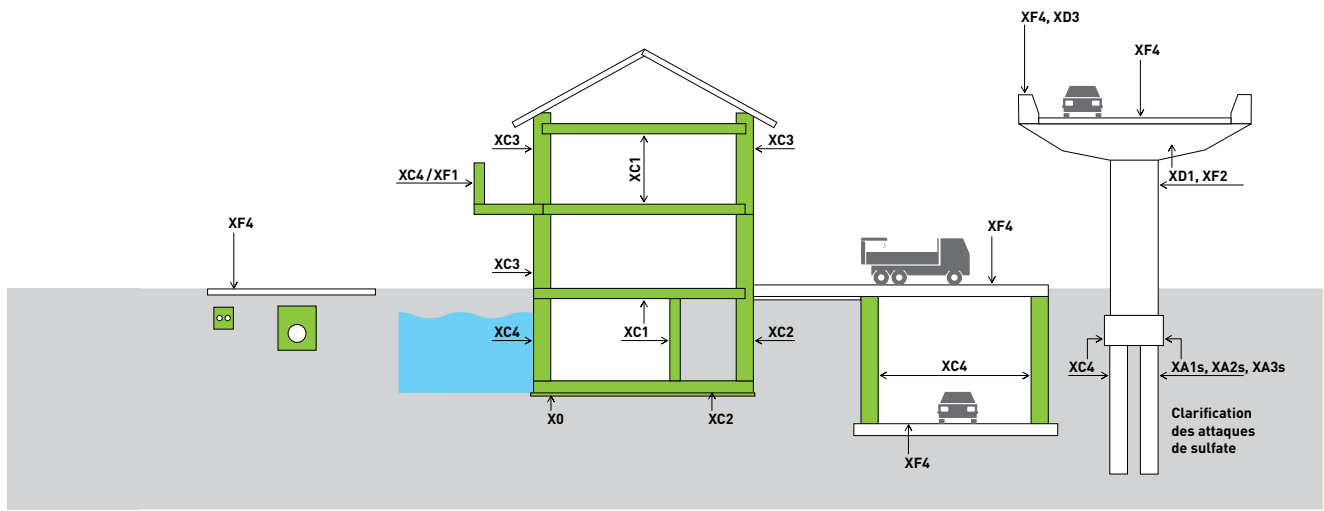 XF4, XD3
XF4
XC3
XC3
XC1
XC4/XF1
XD1, XF2
XF4
XF4
XC3
XC4
XC1
XC2
XC4
XC4
XA1s, XA2s, XA3s
X0
XC2
XF4
Clarification
des attaques
de sulfate